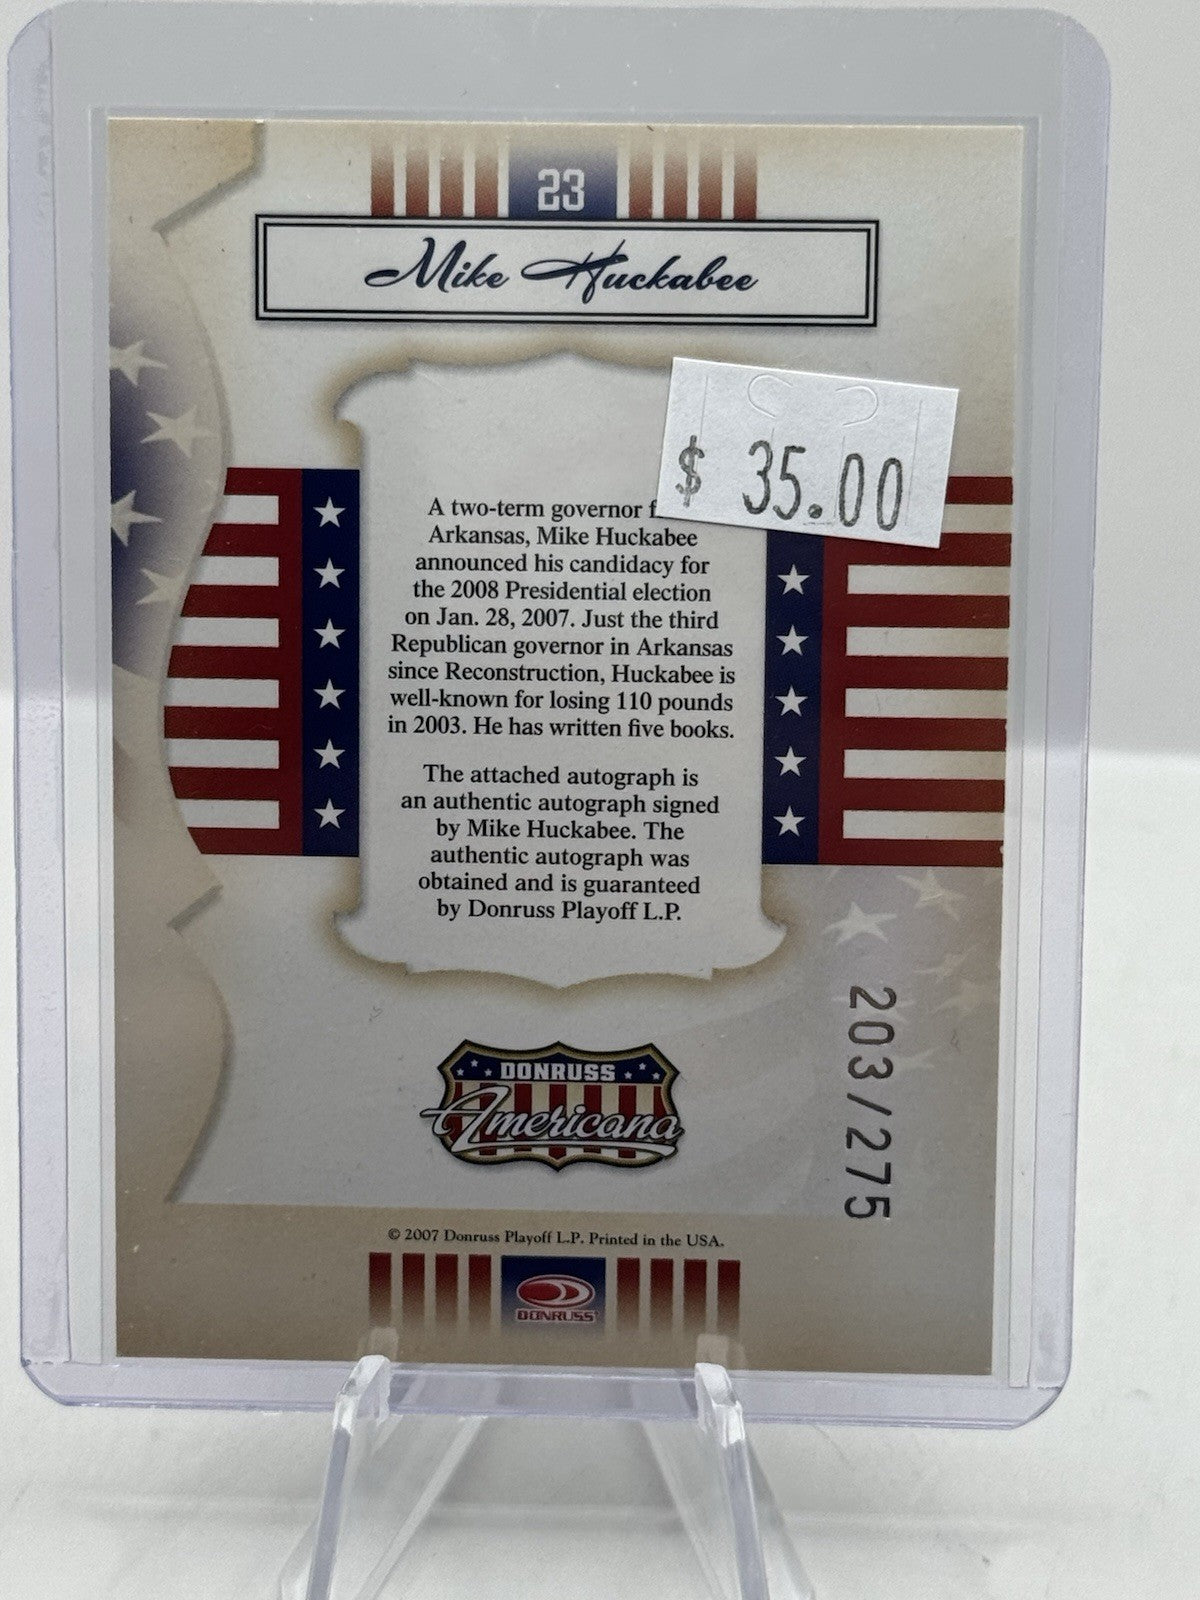 23
Mike Huckabee
$ 35.00
A two-term governor
Arkansas, Mike Huckabee
announced his candidacy for
the 2008 Presidential election
on Jan. 28, 2007. Just the third
Republican governor in Arkansas
since Reconstruction, Huckabee is
well-known for losing 110 pounds
in 2003. He has written five books.
The attached autograph is
an authentic autograph signed
by Mike Huckabee. The
authentic autograph was
obtained and is guaranteed
by Donruss Playoff L.P.
203/275
DONRUSS
Americana
© 2007 Donruss Playoff L.P. Printed in the USA.
DONRUSS